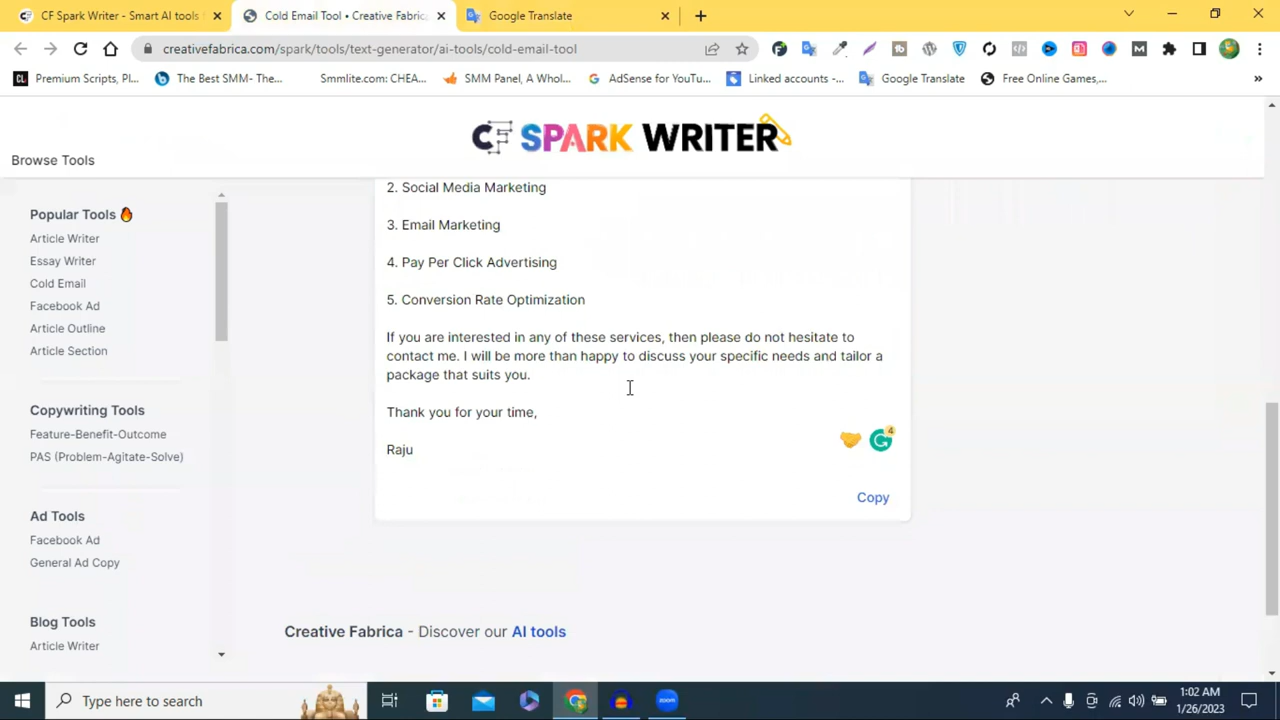 CF Spark Writer - Smart AI tools
Cold Email Tool • Creative Fabric
Google Translate
creativefabrica.com/spark/tools/text-generator/ai-tools/cold-email-tool
Premium Scripts, Pl...
The Best SMM- The...
Smmlite.com: CHEA...
SMM Panel, A Whol...
AdSense for YouTu...
Linked accounts -...
Google Translate
Free Online Games,...
CF SPARK WRITER
Browse Tools
Popular Tools 🔥
Article Writer
Essay Writer
Cold Email
Facebook Ad
Article Outline
Article Section
Copywriting Tools
Feature-Benefit-Outcome
PAS (Problem-Agitate-Solve)
Ad Tools
Facebook Ad
General Ad Copy
Blog Tools
Article Writer
2. Social Media Marketing
3. Email Marketing
4. Pay Per Click Advertising
5. Conversion Rate Optimization
If you are interested in any of these services, then please do not hesitate to
contact me. I will be more than happy to discuss your specific needs and tailor a
package that suits you.
Thank you for your time,
Raju
4
Copy
Creative Fabrica - Discover our AI tools
Type here to search
zoom
1:02 AM
1/26/2023